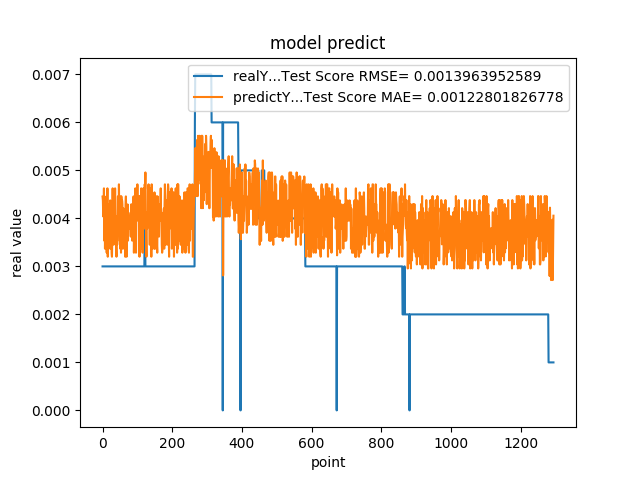 model predict
realY...Test Score RMSE= 0.0013963952589
predictY...Test Score MAE= 0.00122801826778
0.007
0.006
0.005
0.004
0.003
0.002
0.001
0.000
real value
0 200 400 600 800 1000 1200
point